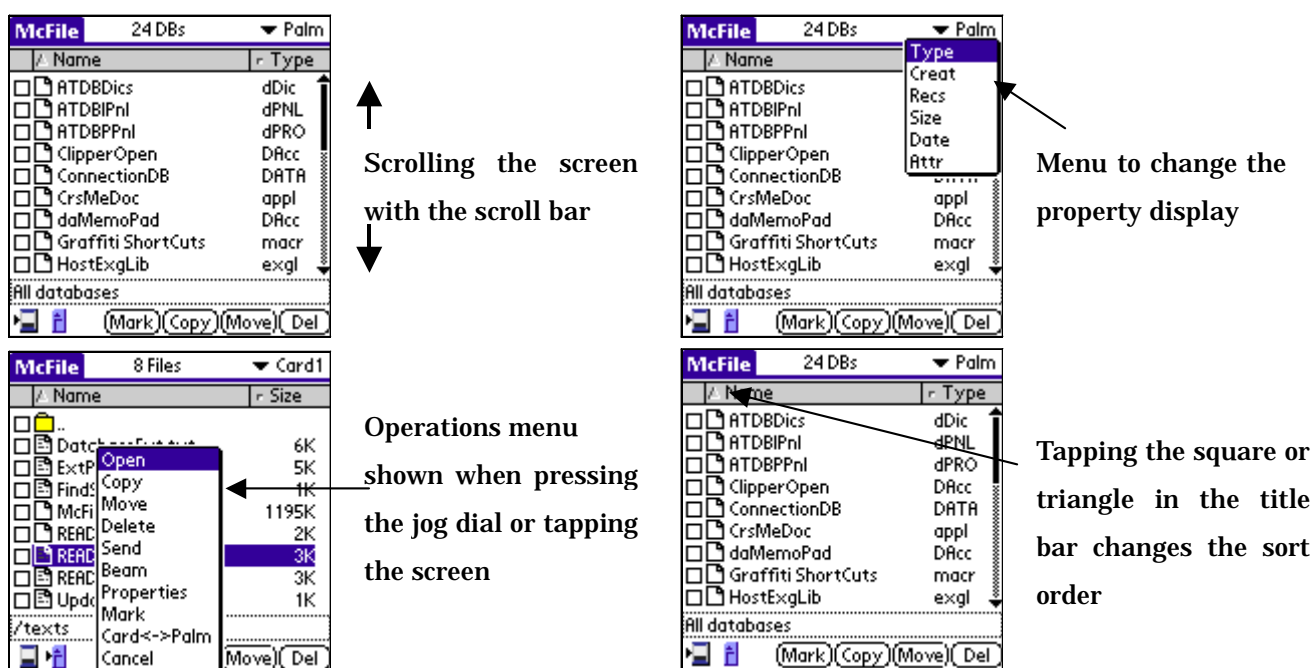 McFile 24 DBs Palm
Name Type
ATDBDics dDic
ATDBIPnl dPNL
ATDBPPnl dPRO
ClipperOpen DAcc
ConnectionDB DATA
CrsMeDoc appl
daMemoPad DAcc
Graffiti ShortCuts macr
HostExgLib exgl
All databases
Mark Copy Move Del
Scrolling the screen
with the scroll bar
McFile 24 DBs Palm
Name
Type
Creat
Recs
Size
Date
Attr
ATDBDics
ATDBIPnl
ATDBPPnl
ClipperOpen
ConnectionDB
CrsMeDoc appl
daMemoPad DAcc
Graffiti ShortCuts macr
HostExgLib exgl
All databases
Mark Copy Move Del
Menu to change the
property display
McFile 8 Files Card1
Name Size
..
6K
ExtP 5K
Find 1K
McFi 1195K
READ 2K
READ 3K
READ 3K
Upd 1K
/texts
Open
Copy
Move
Delete
Send
Beam
Properties
Mark
Card<->Palm
Cancel
Move Del
Operations menu
shown when pressing
the jog dial or tapping
the screen
McFile 24 DBs Palm
Name Type
ATDBDics dDic
ATDBIPnl dPNL
ATDBPPnl dPRO
ClipperOpen DAcc
ConnectionDB DATA
CrsMeDoc appl
daMemoPad DAcc
Graffiti ShortCuts macr
HostExgLib exgl
All databases
Mark Copy Move Del
Tapping the square or
triangle in the title
bar changes the sort
order